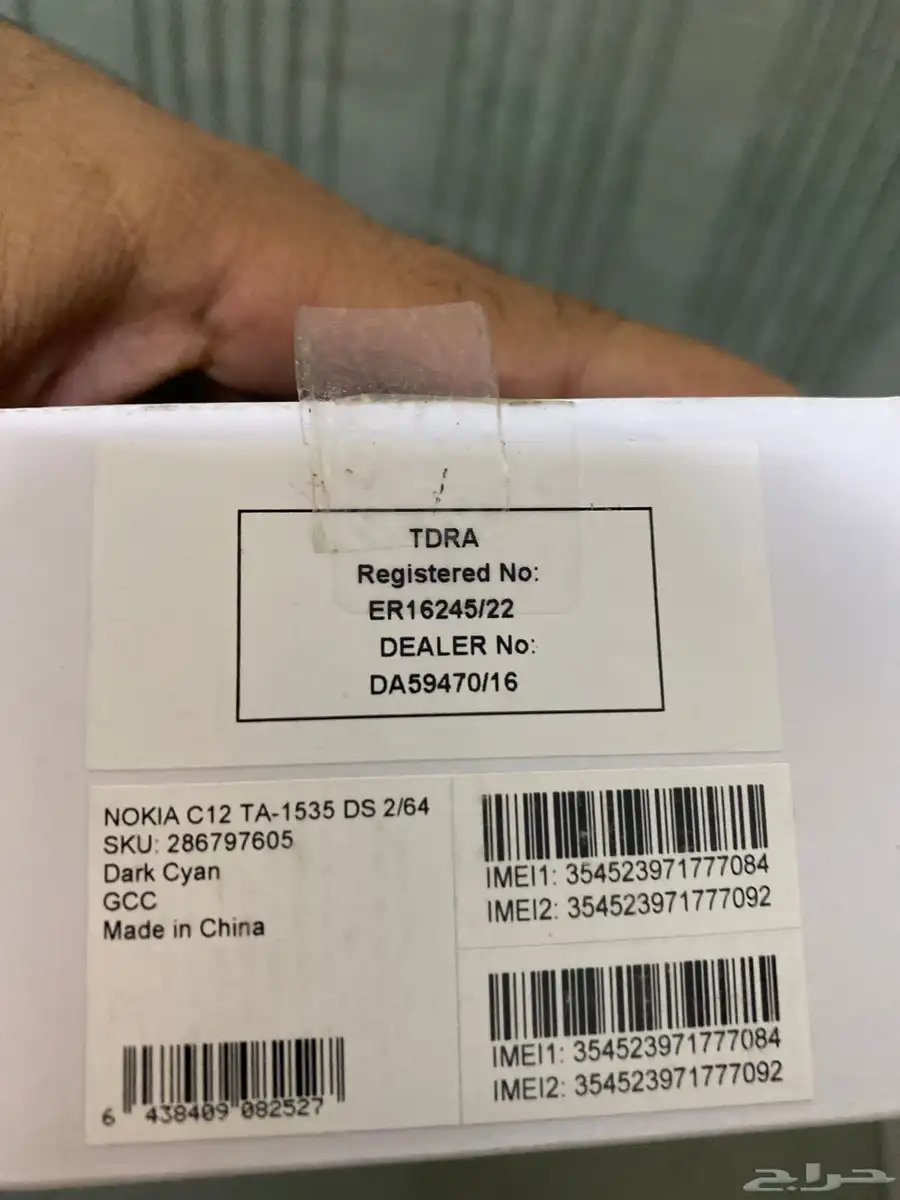 TDRA
Registered No:
ER16245/22
DEALER No:
DA59470/16
NOKIA C12 TA-1535 DS 2/64
SKU: 286797605
Dark Cyan
GCC
Made in China
6 438409 082527
IMEI1: 354523971777084
IMEI2: 354523971777092
IMEI1: 354523971777084
IMEI2: 354523971777092
حراج